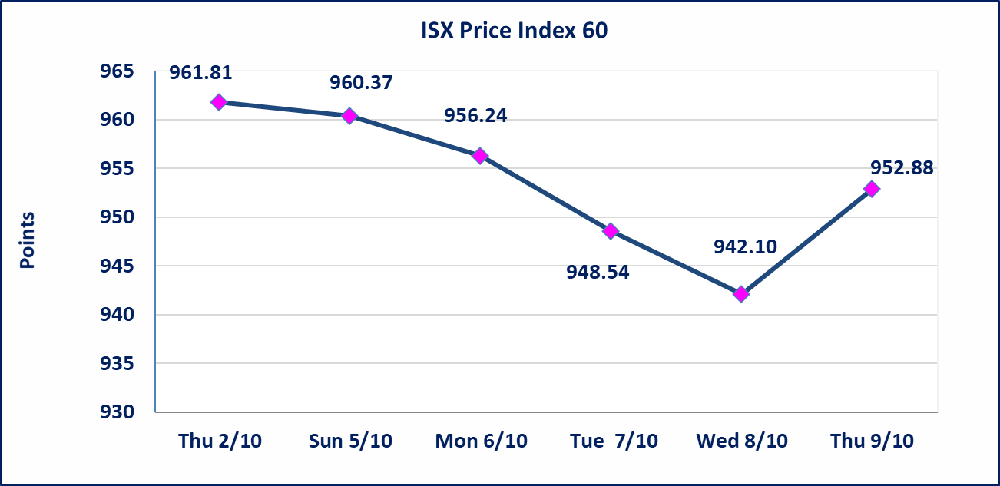 ISX Price Index 60
965
960
955
950
945
940
935
930
Points
961.81
960.37
956.24
948.54
942.10
952.88
Thu 2/10
Sun 5/10
Mon 6/10
Tue  7/10
Wed 8/10
Thu 9/10